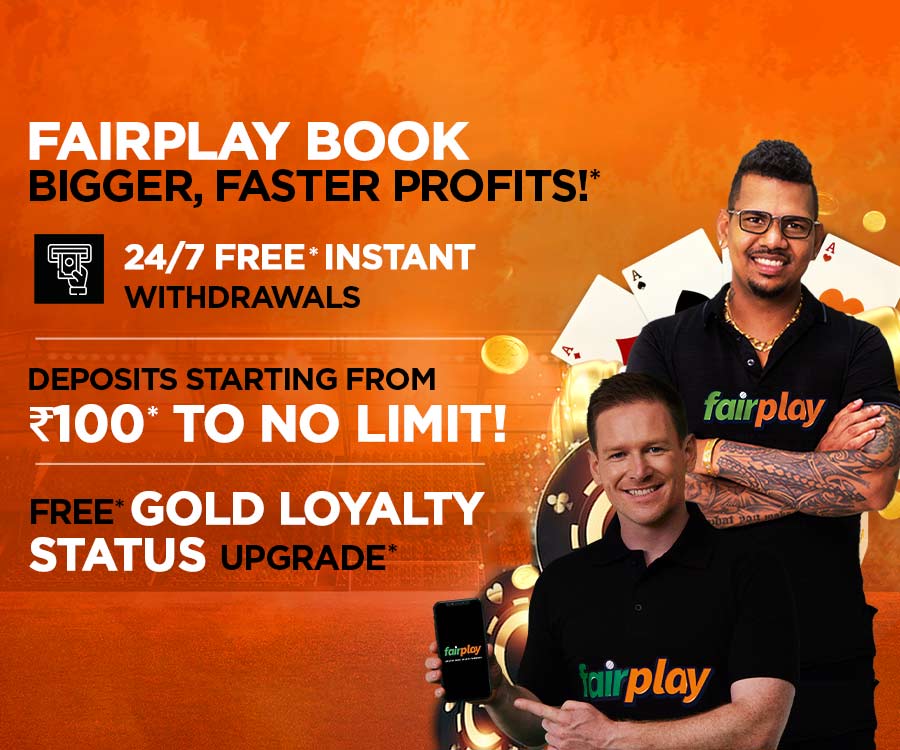 FAIRPLAY BOOK
BIGGER, FASTER PROFITS!*
24/7 FREE* INSTANT
WITHDRAWALS
DEPOSITS STARTING FROM
₹100* TO NO LIMIT!
FREE* GOLD LOYALTY
STATUS UPGRADE*
A
A
A
A
fairplay
fairplay
fairplay